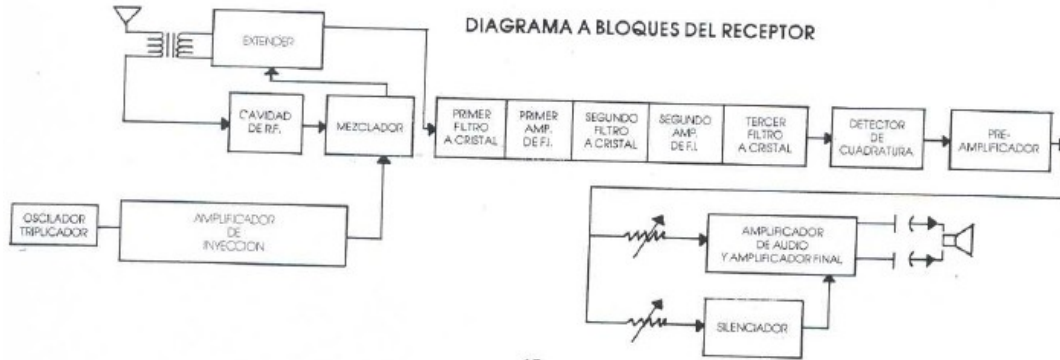 DIAGRAMA A BLOQUES DEL RECEPTOR
EXTENDER
CAVIDAD
DE R.F.
MEZCLADOR
PRIMER
FILTRO
A CRISTAL
PRIMER
AMP.
DE F.I.
SEGUNDO
FILTRO
A CRISTAL
SEGUNDO
AMP.
DE F.I.
TERCER
FILTRO
A CRISTAL
DETECTOR
DE
CUADRATURA
PRE-
AMPLIFICADOR
OSCILADOR
TRIPLICADOR
AMPLIFICADOR
DE
INYECCION
AMPLIFICADOR
DE AUDIO
Y AMPLIFICADOR FINAL
SILENCIADOR